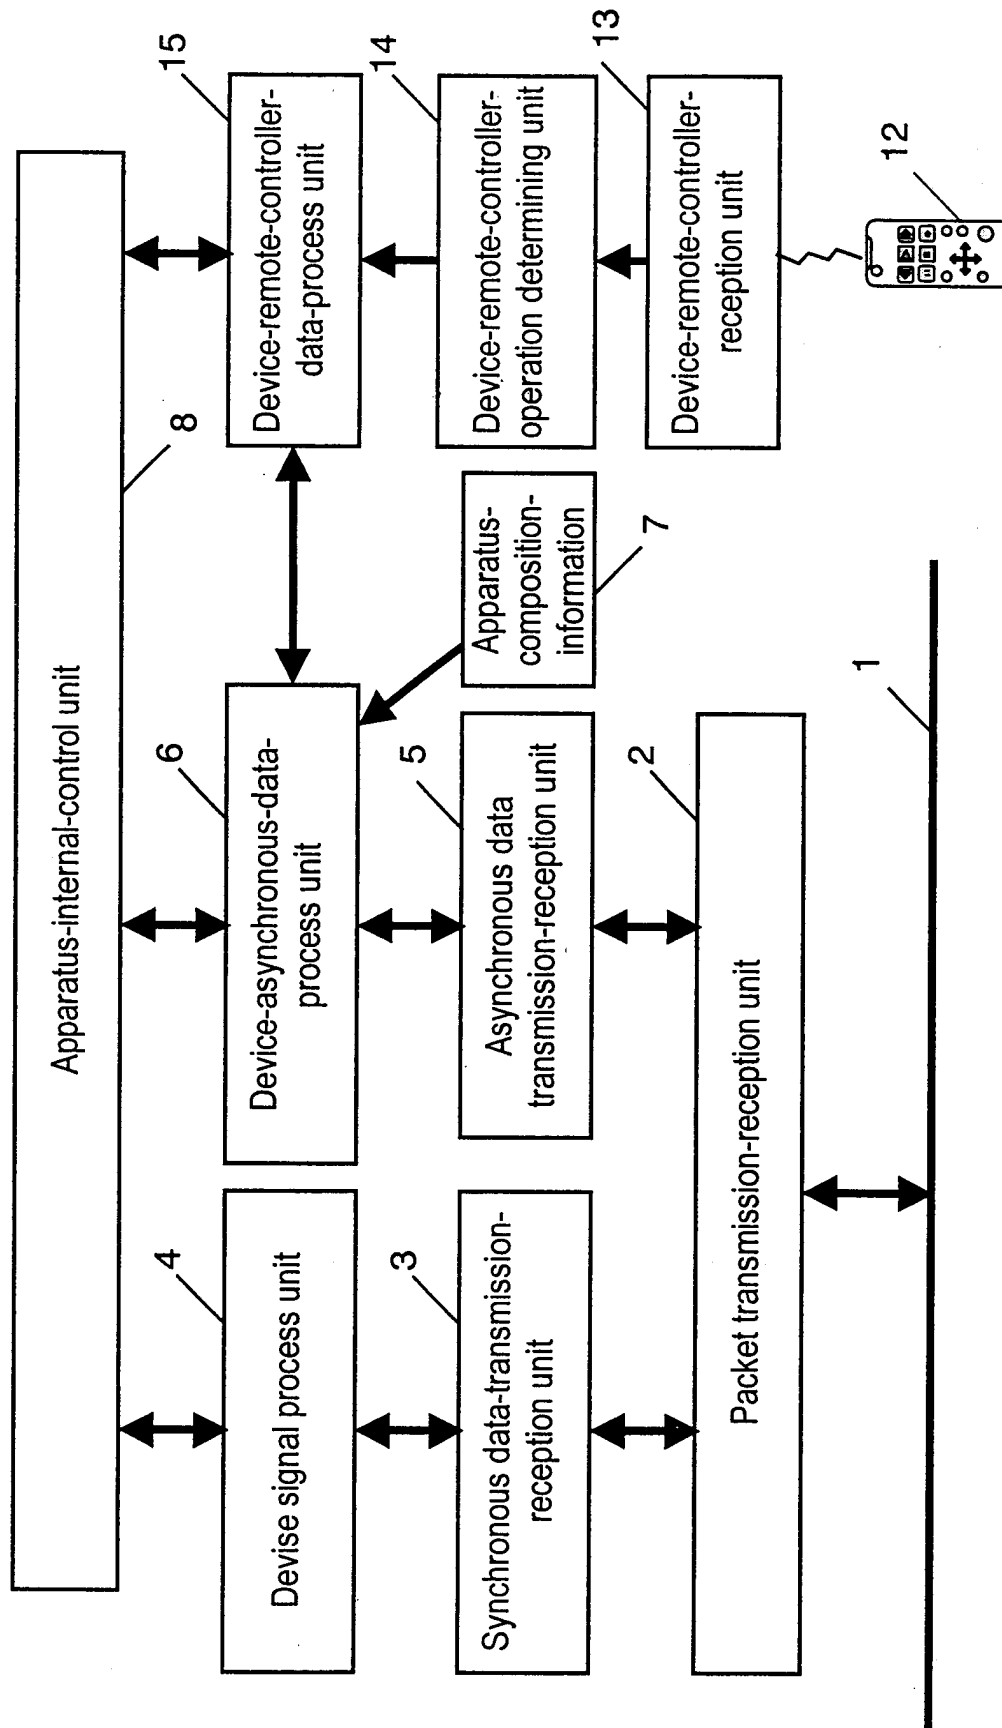 Apparatus-internal-control unit
8
4
Devise signal process unit
6
Device-asynchronous-data-
process unit
15
Device-remote-controller-
data-process unit
3
Synchronous data-transmission-
reception unit
5
Asynchronous data
transmission-reception unit
Apparatus-
composition-
information
7
14
Device-remote-controller-
operation determining unit
2
Packet transmission-reception unit
13
Device-remote-controller-
reception unit
1
12